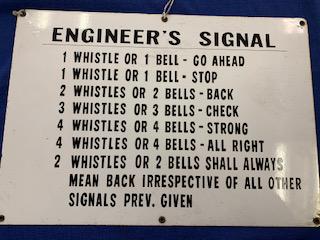 ENGINEER'S SIGNAL
1 WHISTLE OR 1 BELL - GO AHEAD
1 WHISTLE OR 1 BELL - STOP
2 WHISTLES OR 2 BELLS - BACK
3 WHISTLES OR 3 BELLS - CHECK
4 WHISTLES OR 4 BELLS - STRONG
4 WHISTLES OR 4 BELLS - ALL RIGHT
2 WHISTLES OR 2 BELLS SHALL ALWAYS
MEAN BACK IRRESPECTIVE OF ALL OTHER
SIGNALS PREV. GIVEN